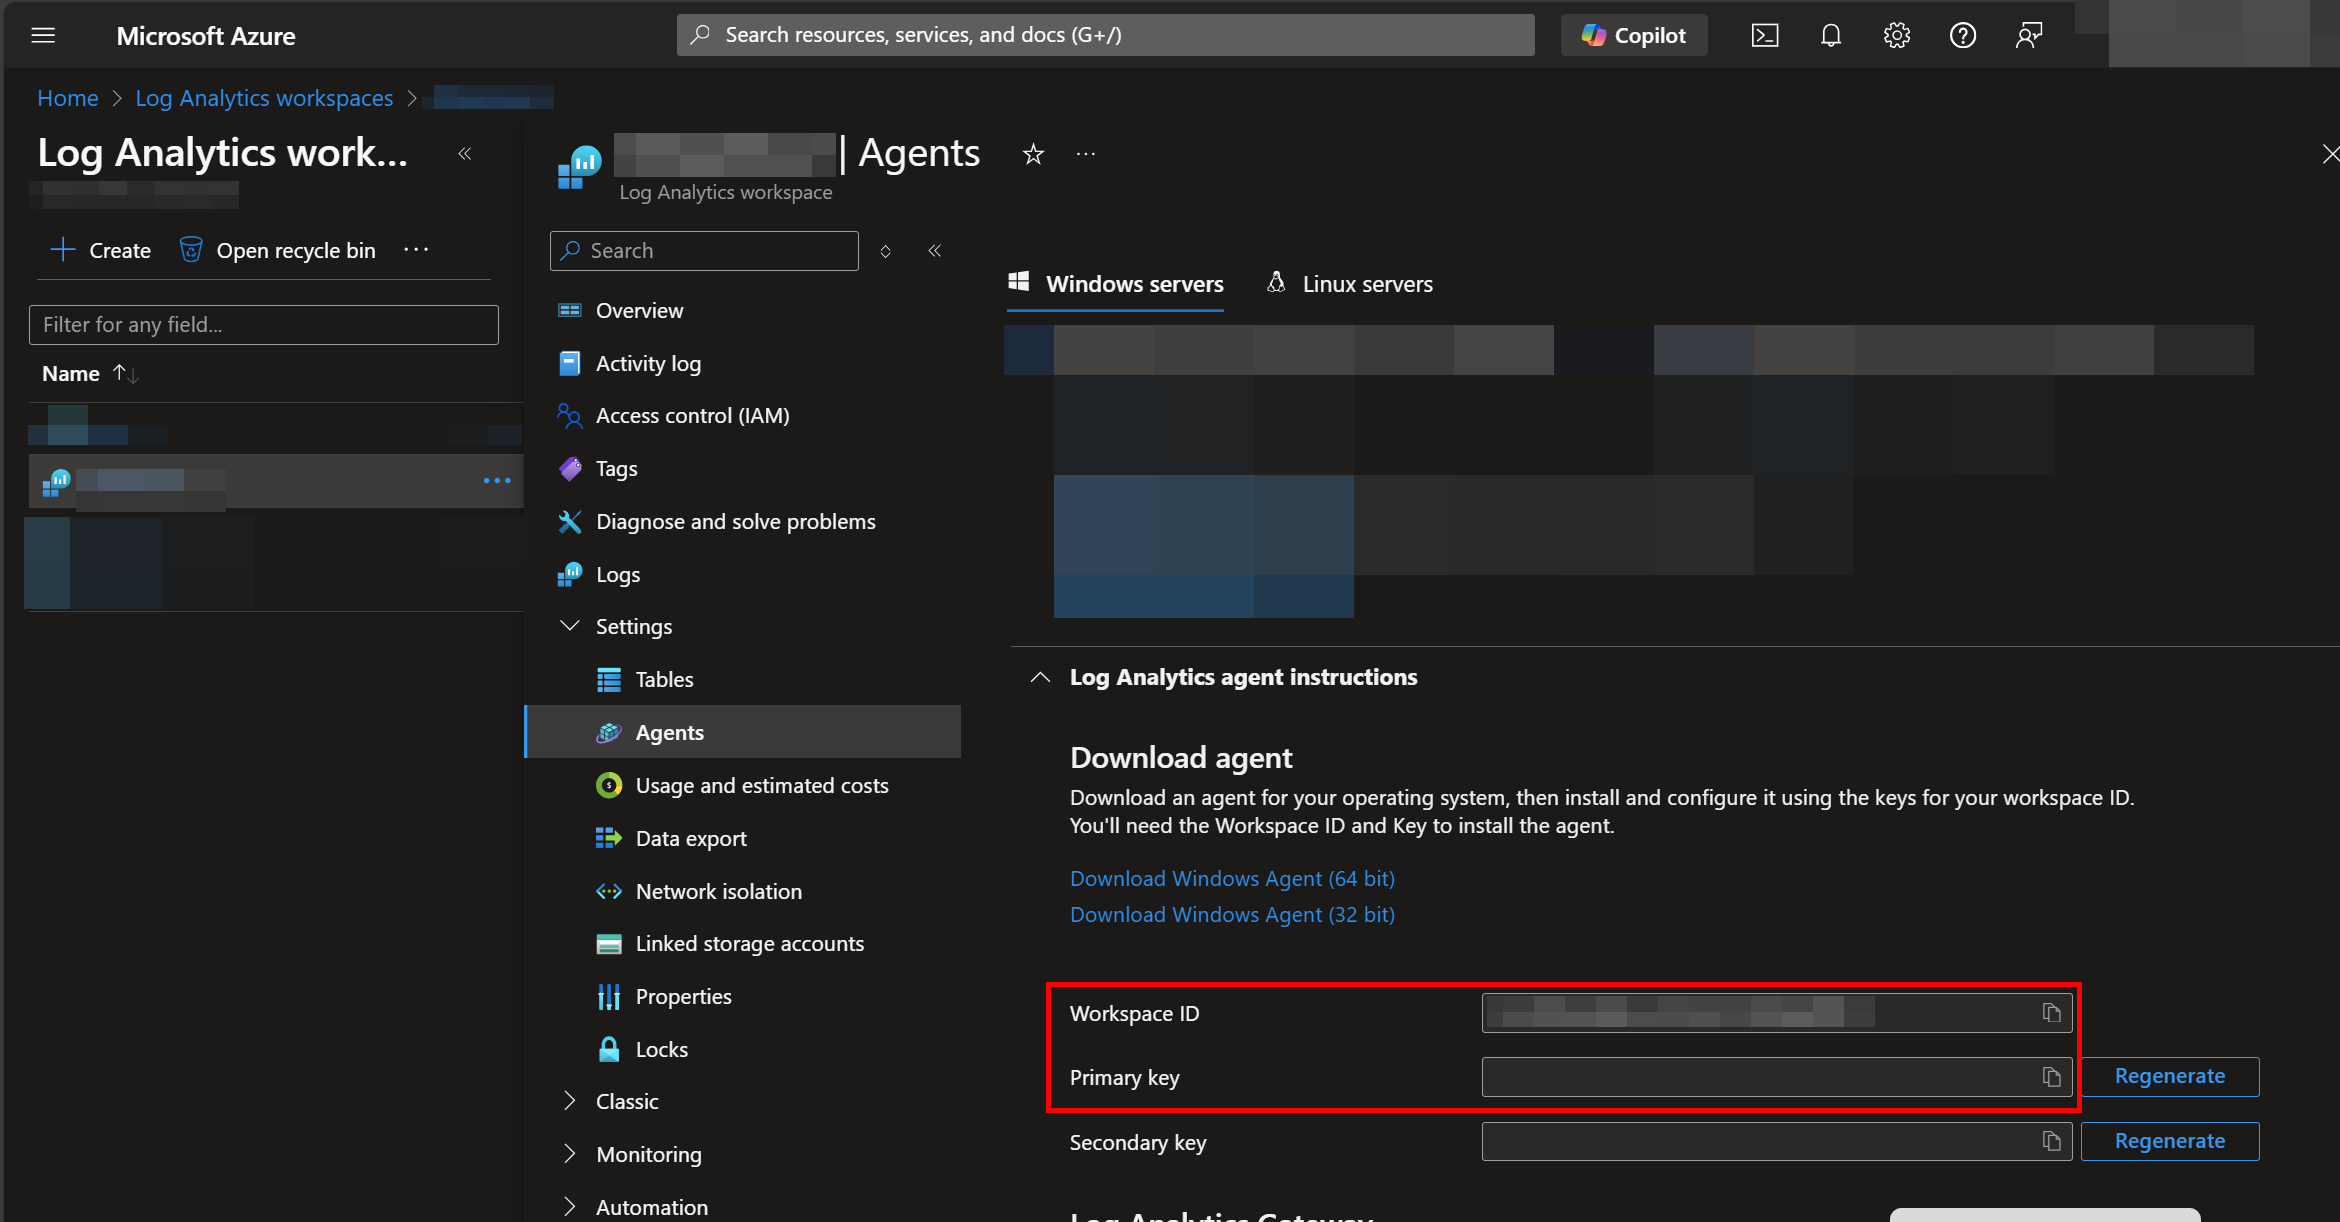 Microsoft Azure
Search resources, services, and docs (G+/)
Copilot
Home > Log Analytics workspaces >
Log Analytics work...
| Agents
Log Analytics workspace
Create
Open recycle bin
Filter for any field...
Name
Search
Overview
Activity log
Access control (IAM)
Tags
Diagnose and solve problems
Logs
Settings
Tables
Agents
Usage and estimated costs
Data export
Network isolation
Linked storage accounts
Properties
Locks
Classic
Monitoring
Automation
Windows servers
Linux servers
Log Analytics agent instructions
Download agent
Download an agent for your operating system, then install and configure it using the keys for your workspace ID.
You'll need the Workspace ID and Key to install the agent.
Download Windows Agent (64 bit)
Download Windows Agent (32 bit)
Workspace ID
Primary key
Regenerate
Secondary key
Regenerate
Log Analytics Gateway